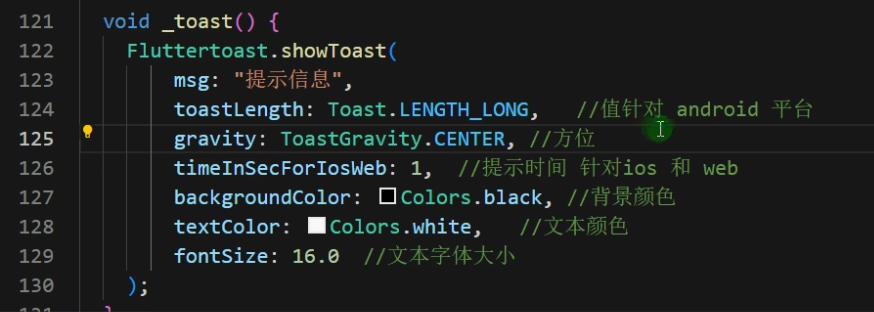 121 void _toast() {
122 Fluttertoast.showToast(
123 msg: "提示信息",
124 toastLength: Toast.LENGTH_LONG, //值针对 android 平台
125 gravity: ToastGravity.CENTER, //方位
126 timeInSecForIosWeb: 1, //提示时间 针对ios 和 web
127 backgroundColor: Colors.black, //背景颜色
128 textColor: Colors.white, //文本颜色
129 fontSize: 16.0 //文本字体大小
130 );
131 }